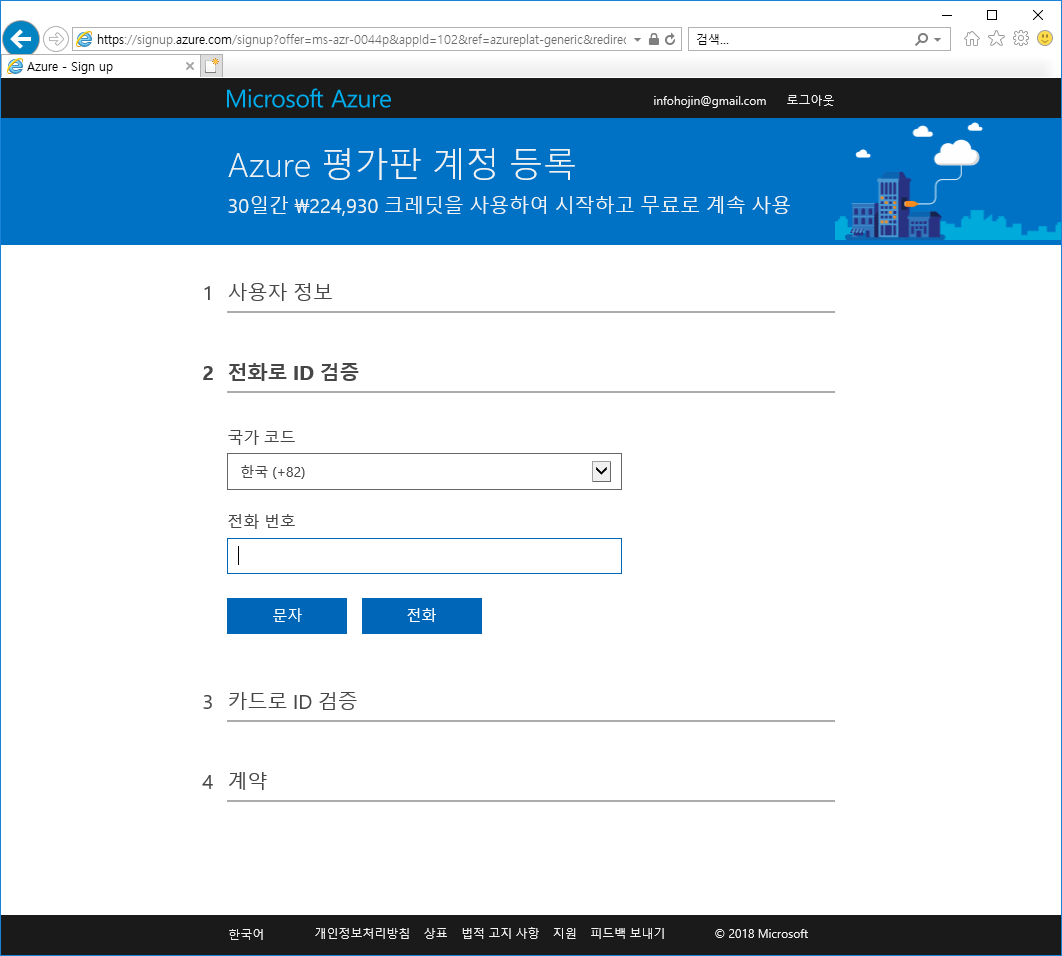 https://signup.azure.com/signup?offer=ms-azr-0044p&appId=102&ref=azureplat-generic&redirec
검색...
Azure - Sign up
Microsoft Azure
infohojin@gmail.com 로그아웃
Azure 평가판 계정 등록
30일간 ₩224,930 크레딧을 사용하여 시작하고 무료로 계속 사용
1 사용자 정보
2 전화로 ID 검증
국가 코드
한국 (+82)
전화 번호
문자 전화
3 카드로 ID 검증
4 계약
한국어 개인정보처리방침 상표 법적 고지 사항 지원 피드백 보내기 © 2018 Microsoft